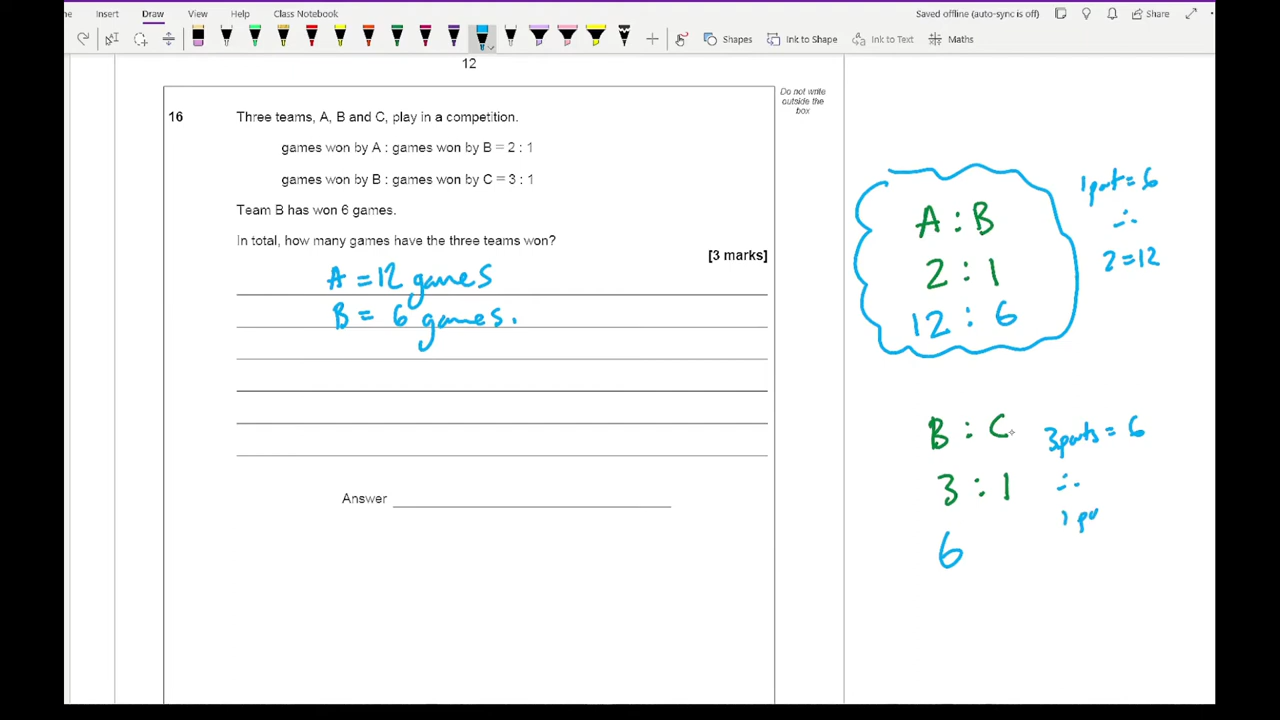 Insert Draw View Help Class Notebook Saved offline (auto-sync is off) Share
Shapes Ink to Shape Ink to Text Maths
12
Do not write
outside the
box
16 Three teams, A, B and C, play in a competition.
games won by A : games won by B = 2 : 1
games won by B : games won by C = 3 : 1
Team B has won 6 games.
In total, how many games have the three teams won?
[3 marks]
A = 12 games
B = 6 games.
Answer
A : B
2 : 1
12 : 6
1 part = 6
∴
2 = 12
B : C
3 : 1
6
3 parts = 6
∴
1 pa